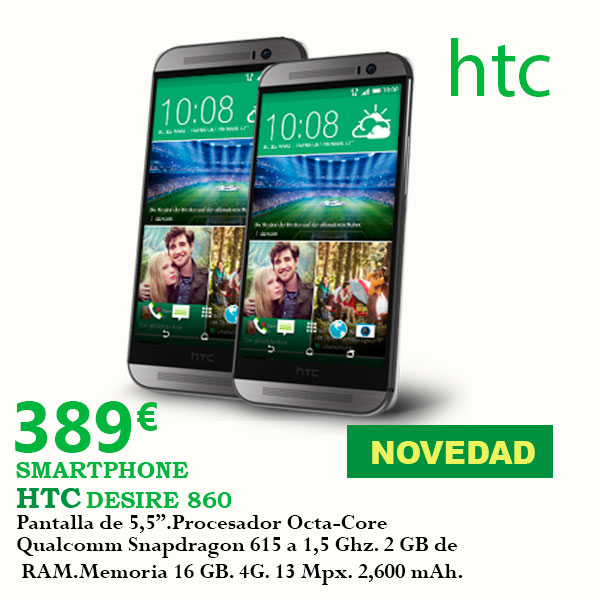 htc
10:08
10:08
htc
htc
389€
SMARTPHONE
NOVEDAD
HTC DESIRE 860
Pantalla de 5,5”.Procesador Octa-Core
Qualcomm Snapdragon 615 a 1,5 Ghz. 2 GB de
RAM.Memoria 16 GB. 4G. 13 Mpx. 2,600 mAh.